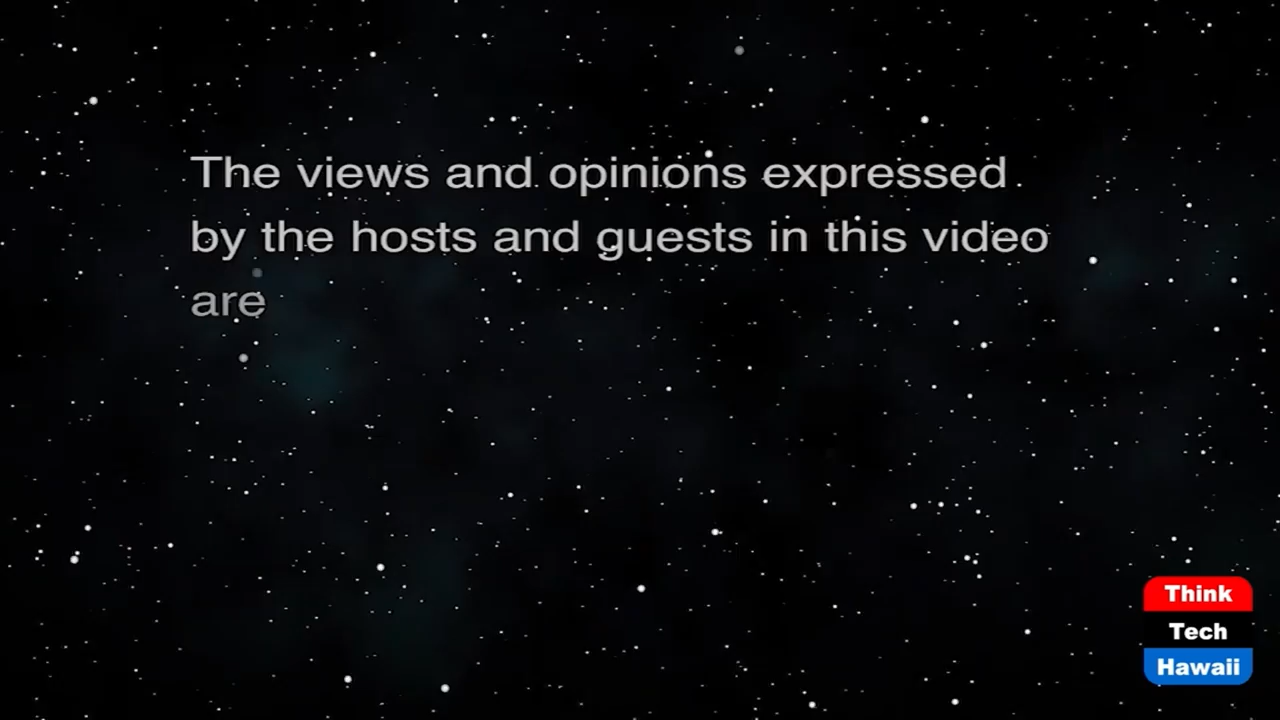 The views and opinions expressed
by the hosts and guests in this video
are
Think
Tech
Hawaii